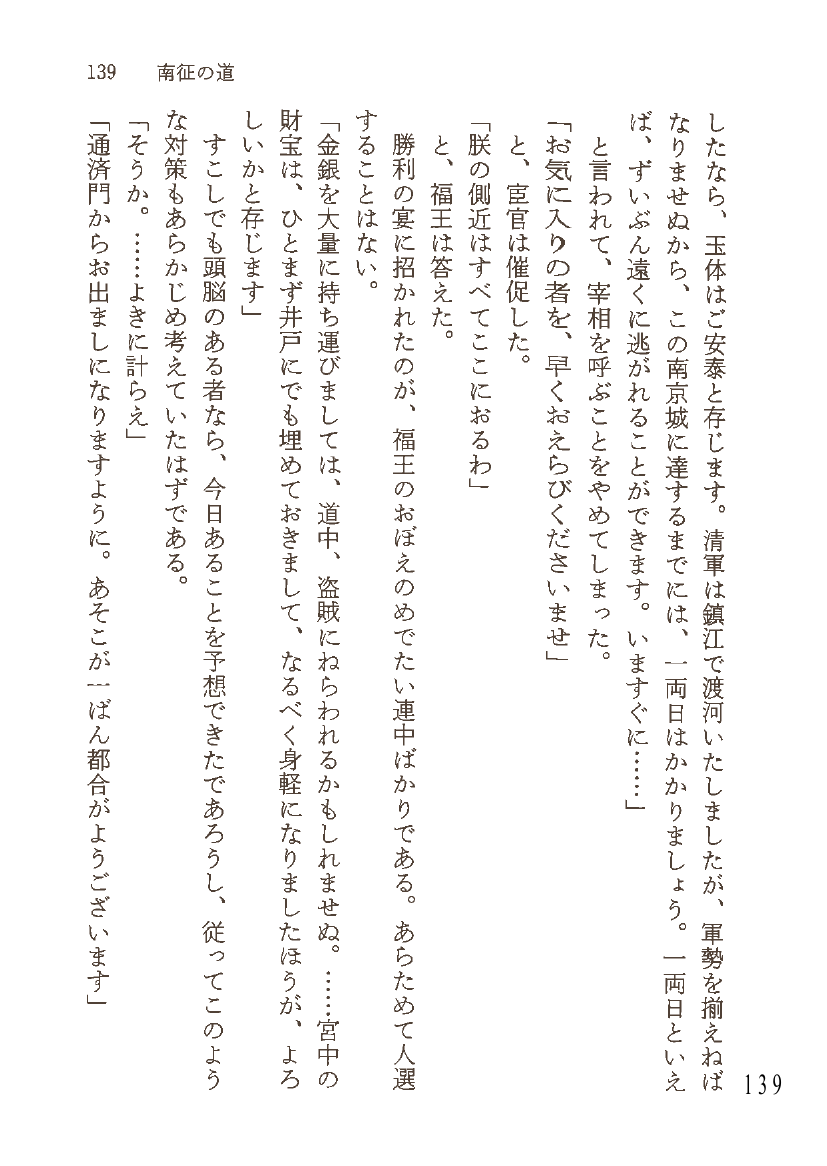 139 南征の道
したなら、玉体はご安泰と存じます。清軍は鎮江で渡河いたしましたが、軍勢を揃えねば
なりませぬから、この南京城に達するまでには、一両日はかかりましょう。一両日といえ
ば、ずいぶん遠くに逃がれることができます。いますぐに……」
と言われて、宰相を呼ぶことをやめてしまった。
「お気に入りの者を、早くおえらびくださいませ」
と、宦官は催促した。
「朕の側近はすべてここにおるわ」
と、福王は答えた。
勝利の宴に招かれたのが、福王のおぼえのめでたい連中ばかりである。あらためて人選
することはない。
「金銀を大量に持ち運びましては、道中、盗賊にねらわれるかもしれませぬ。……宮中の
財宝は、ひとまず井戸にでも埋めておきまして、なるべく身軽になりましたほうが、よろ
しいかと存じます」
すこしでも頭脳のある者なら、今日あることを予想できたであろうし、従ってこのよう
な対策もあらかじめ考えていたはずである。
「そうか。……よきに計らえ」
「通済門からお出ましになりますように。あそこが一ばん都合がようございます」
139